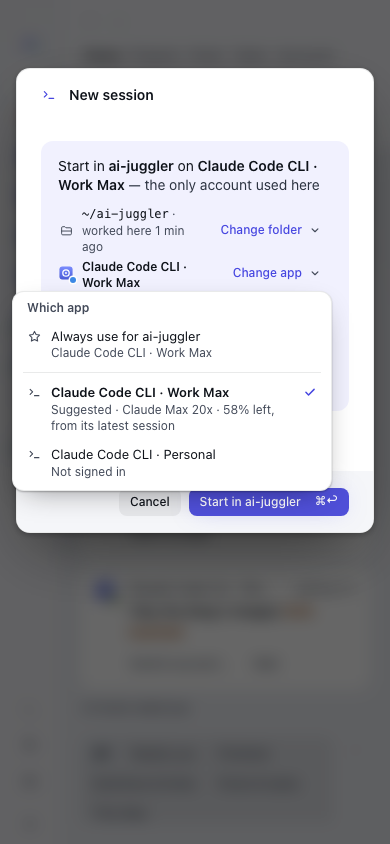 New session
Start in ai-juggler on Claude Code CLI ·
Work Max — the only account used here
~/ai-juggler ·
worked here 1 min
ago
Change folder
Claude Code CLI ·
Work Max
Change app
Which app
Always use for ai-juggler
Claude Code CLI · Work Max
Claude Code CLI · Work Max
Suggested · Claude Max 20x · 58% left,
from its latest session
Claude Code CLI · Personal
Not signed in
Cancel
Start in ai-juggler ⌘↩